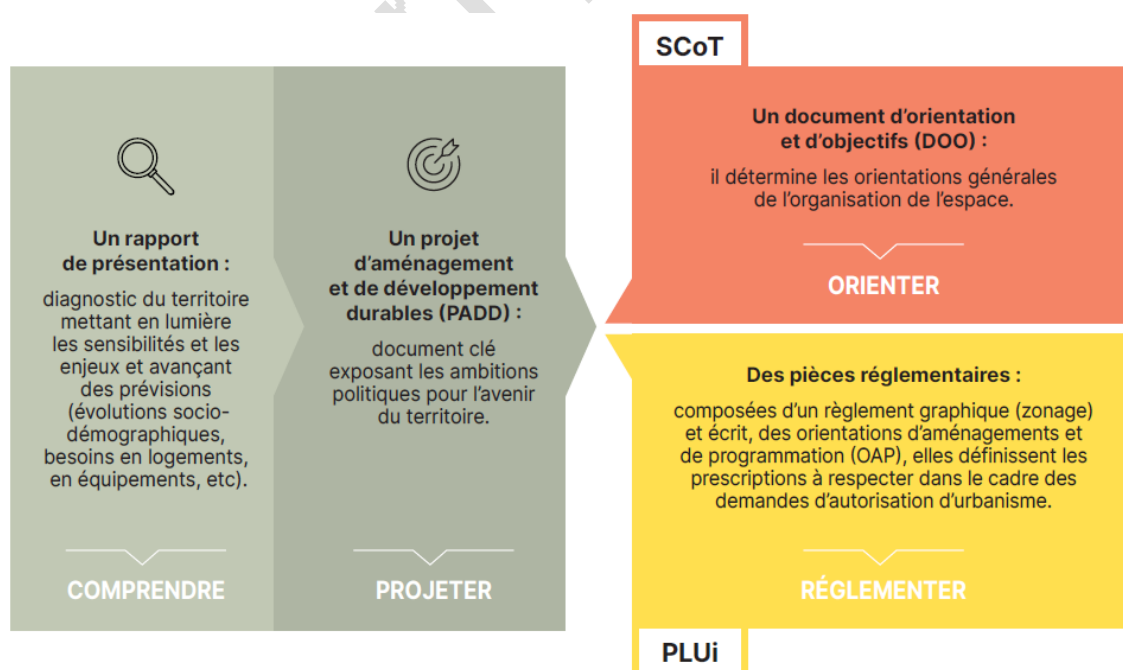 Un rapport
de présentation :
diagnostic du territoire
mettant en lumière
les sensibilités et les
enjeux et avançant
des prévisions
(évolutions socio-
démographiques,
besoins en logements,
en équipements, etc).
COMPRENDRE
Un projet
d'aménagement
et de développement
durables (PADD) :
document clé
exposant les ambitions
politiques pour l'avenir
du territoire.
PROJETER
SCoT
Un document d'orientation
et d'objectifs (DOO) :
il détermine les orientations générales
de l'organisation de l'espace.
ORIENTER
Des pièces réglementaires :
composées d'un règlement graphique (zonage)
et écrit, des orientations d'aménagements et
de programmation (OAP), elles définissent les
prescriptions à respecter dans le cadre des
demandes d'autorisation d'urbanisme.
RÉGLEMENTER
PLUi